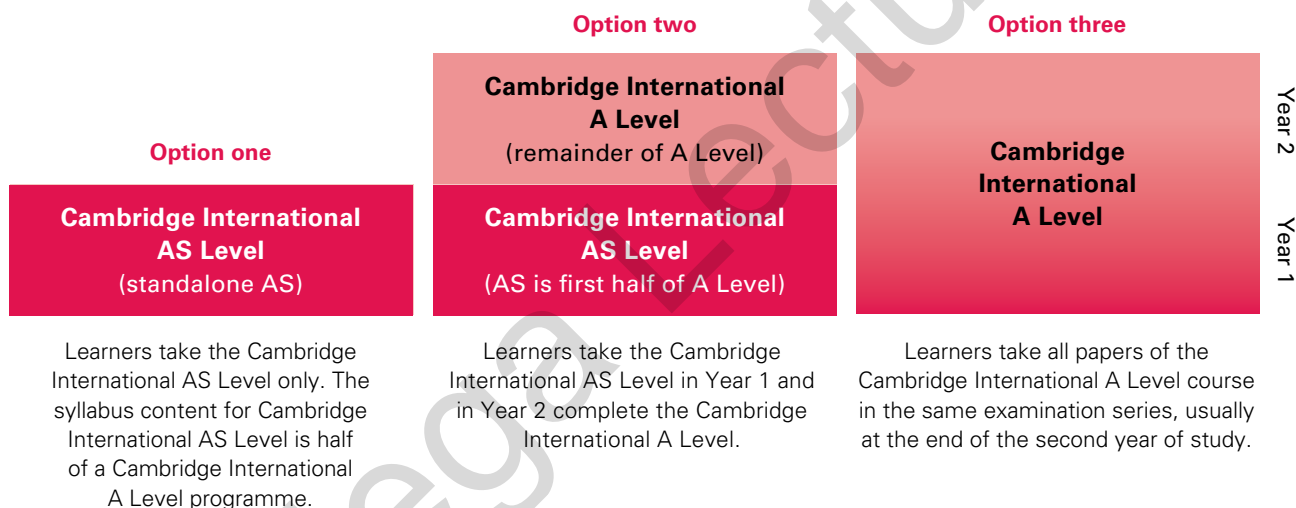 Option one
Cambridge International
AS Level
(standalone AS)
Learners take the Cambridge
International AS Level only. The
syllabus content for Cambridge
International AS Level is half
of a Cambridge International
A Level programme.
Option two
Cambridge International
A Level
(remainder of A Level)
Cambridge International
AS Level
(AS is first half of A Level)
Learners take the Cambridge
International AS Level in Year 1 and
in Year 2 complete the Cambridge
International A Level.
Option three
Cambridge
International
A Level
Learners take all papers of the
Cambridge International A Level course
in the same examination series, usually
at the end of the second year of study.
Year 2
Year 1